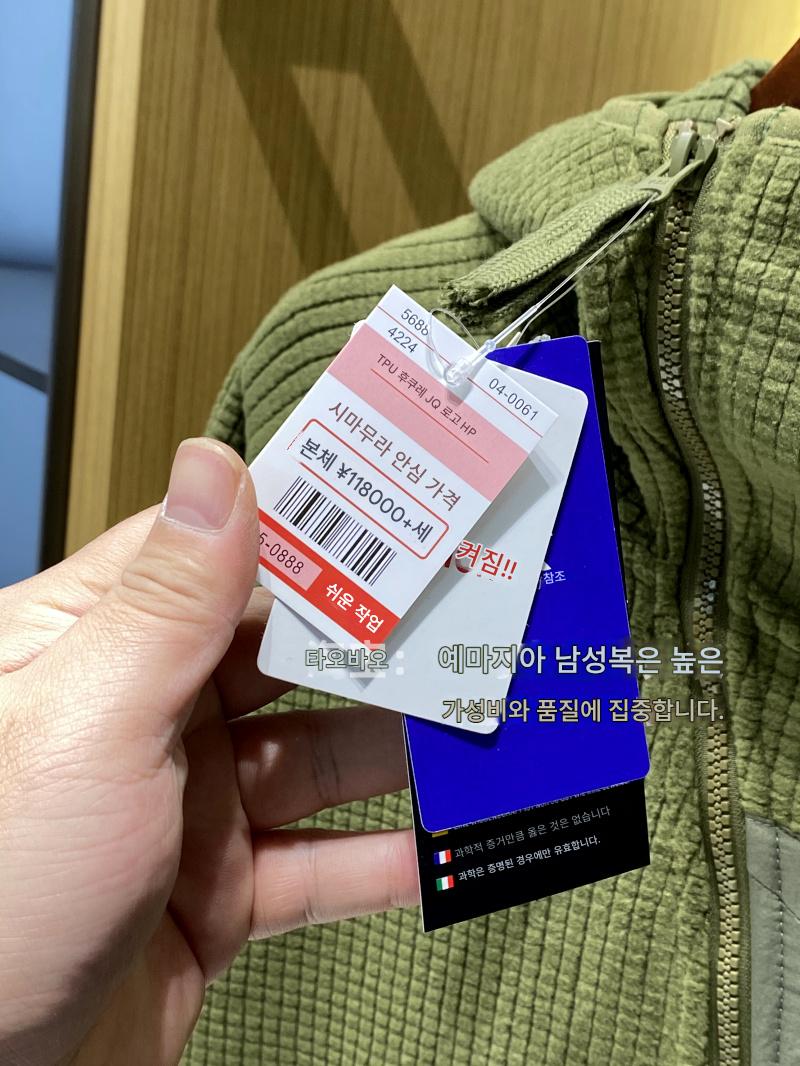 5688
4224
04-0061
TPU 후쿠레 JQ 로고 HP
시마무라 안심 가격
본체 ¥118000+세
5-0888
쉬운 작업
켜짐!!
참조
타오바오
예마지아 남성복은 높은
가성비와 품질에 집중합니다.
과학적 증거만큼 옳은 것은 없습니다
과학은 증명된 경우에만 유효합니다.